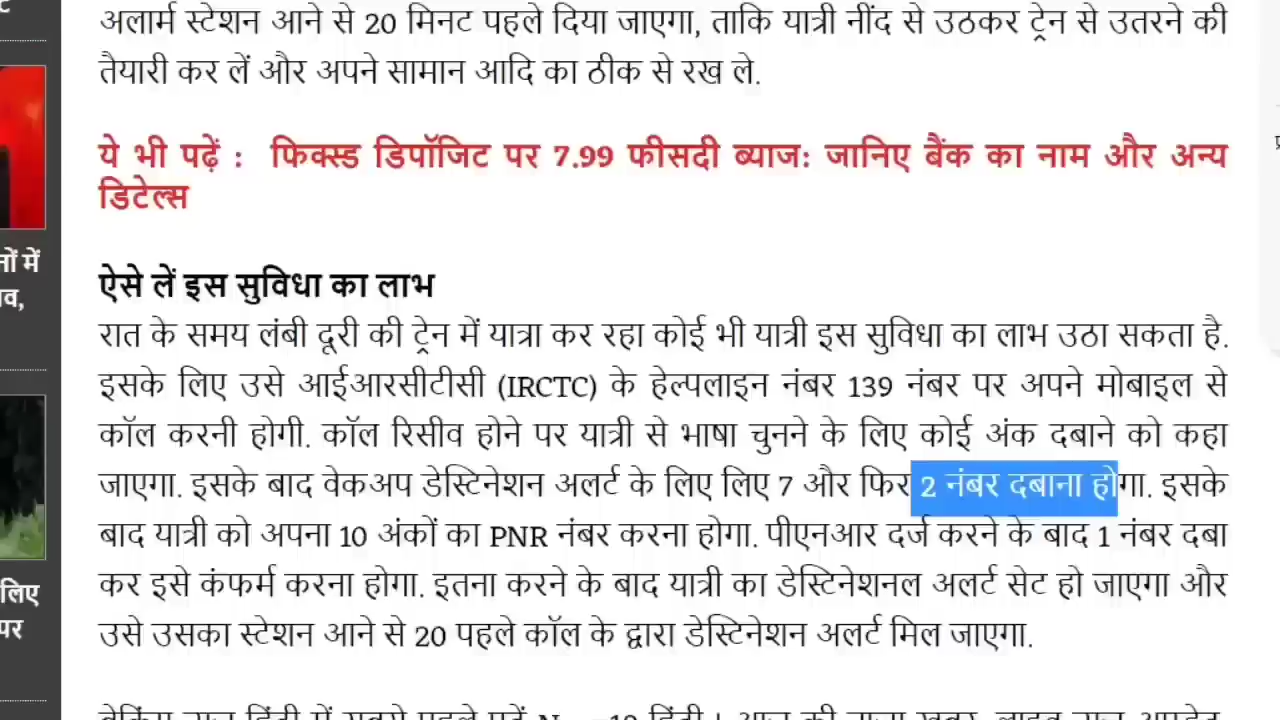 अलार्म स्टेशन आने से 20 मिनट पहले दिया जाएगा, ताकि यात्री नींद से उठकर ट्रेन से उतरने की
तैयारी कर लें और अपने सामान आदि का ठीक से रख ले.
ये भी पढ़ें : फिक्स्ड डिपॉजिट पर 7.99 फीसदी ब्याज: जानिए बैंक का नाम और अन्य
डिटेल्स
ऐसे लें इस सुविधा का लाभ
रात के समय लंबी दूरी की ट्रेन में यात्रा कर रहा कोई भी यात्री इस सुविधा का लाभ उठा सकता है.
इसके लिए उसे आईआरसीटीसी (IRCTC) के हेल्पलाइन नंबर 139 नंबर पर अपने मोबाइल से
कॉल करनी होगी. कॉल रिसीव होने पर यात्री से भाषा चुनने के लिए कोई अंक दबाने को कहा
जाएगा. इसके बाद वेकअप डेस्टिनेशन अलर्ट के लिए लिए 7 और फिर 2 नंबर दबाना होगा. इसके
बाद यात्री को अपना 10 अंकों का PNR नंबर करना होगा. पीएनआर दर्ज करने के बाद 1 नंबर दबा
कर इसे कंफर्म करना होगा. इतना करने के बाद यात्री का डेस्टिनेशनल अलर्ट सेट हो जाएगा और
उसे उसका स्टेशन आने से 20 पहले कॉल के द्वारा डेस्टिनेशन अलर्ट मिल जाएगा.
लिए
पर